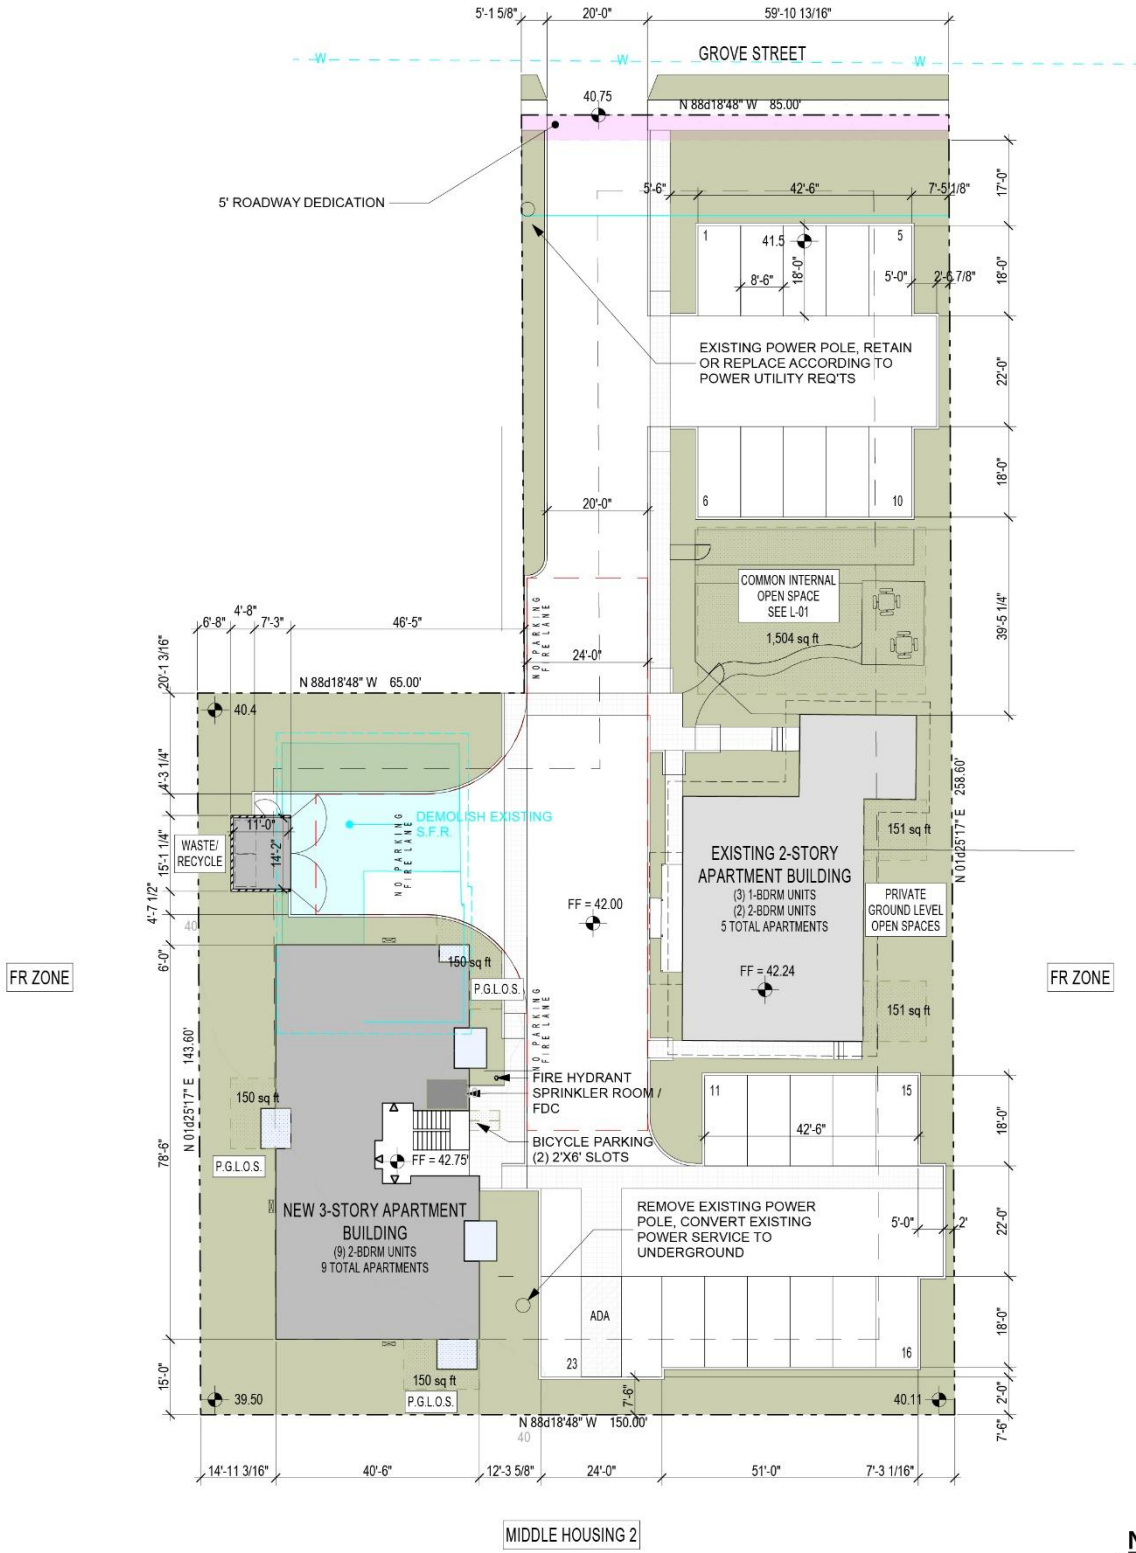 5'-1 5/8"
20'-0"
59'-10 13/16"
W
W
W
GROVE STREET
40.75
N 88d18'48" W 85.00'
5' ROADWAY DEDICATION
5'-6"
42'-6"
7'-5 1/8"
17'-0"
1
41.5
5
18'-0"
8'-6"
5'-0"
2'-6 7/8"
18'-0"
EXISTING POWER POLE, RETAIN
OR REPLACE ACCORDING TO
POWER UTILITY REQ'TS
22'-0"
6
10
18'-0"
20'-0"
COMMON INTERNAL
OPEN SPACE
SEE L-01
1,504 sq ft
39'-5 1/4"
NO PARKING
FIRE LANE
24'-0"
4'-8"
6'-8"
7'-3"
46'-5"
20'-1 3/16"
N 88d18'48" W 65.00'
40.4
4'-3 1/4"
DEMOLISH EXISTING
S.F.R.
NO PARKING
FIRE LANE
11'-0"
14'-2"
WASTE/
RECYCLE
15'-1 1/4"
4'-7 1/2"
40
6'-0"
FF = 42.00
EXISTING 2-STORY
APARTMENT BUILDING
(3) 1-BDRM UNITS
(2) 2-BDRM UNITS
5 TOTAL APARTMENTS
FF = 42.24
151 sq ft
PRIVATE
GROUND LEVEL
OPEN SPACES
151 sq ft
N 01d25'17" E 258.60'
FR ZONE
FR ZONE
150 sq ft
P.G.L.O.S.
NO PARKING
FIRE LANE
FIRE HYDRANT
SPRINKLER ROOM /
FDC
BICYCLE PARKING
(2) 2'X6' SLOTS
N 01d25'17" E 143.60'
150 sq ft
P.G.L.O.S.
78'-6"
FF = 42.75'
NEW 3-STORY APARTMENT
BUILDING
(9) 2-BDRM UNITS
9 TOTAL APARTMENTS
11
15
42'-6"
18'-0"
REMOVE EXISTING POWER
POLE, CONVERT EXISTING
POWER SERVICE TO
UNDERGROUND
5'-0"
2'
22'-0"
ADA
23
16
18'-0"
15'-0"
150 sq ft
P.G.L.O.S.
39.50
7'-6"
40.11
2'-0"
7'-6"
N 88d18'48" W 150.00'
40
14'-11 3/16"
40'-6"
12'-3 5/8"
24'-0"
51'-0"
7'-3 1/16"
MIDDLE HOUSING 2